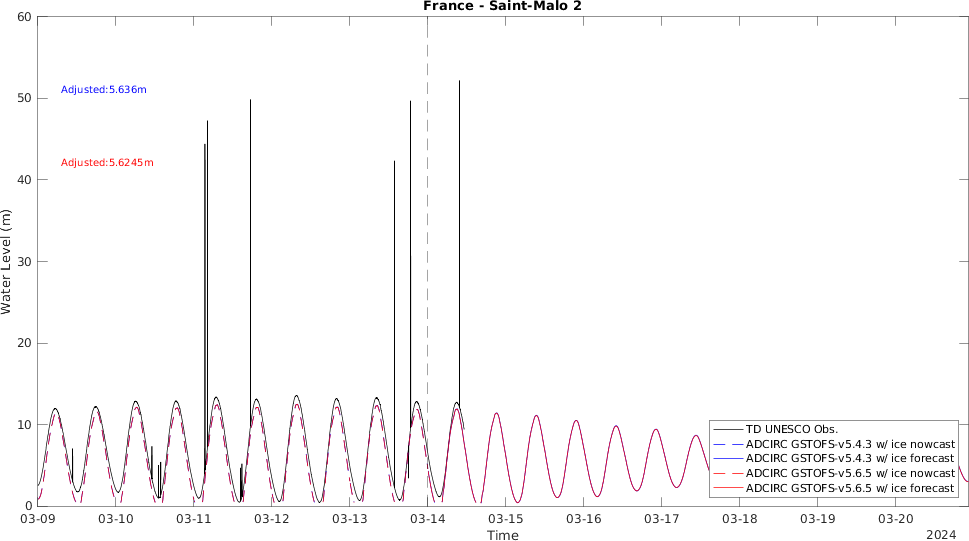 France - Saint-Malo 2
60
50
40
30
20
10
0
Water Level (m)
Adjusted:5.636m
Adjusted:5.6245m
TD UNESCO Obs.
ADCIRC GSTOFS-v5.4.3 w/ ice nowcast
ADCIRC GSTOFS-v5.4.3 w/ ice forecast
ADCIRC GSTOFS-v5.6.5 w/ ice nowcast
ADCIRC GSTOFS-v5.6.5 w/ ice forecast
03-09 03-10 03-11 03-12 03-13 03-14 03-15 03-16 03-17 03-18 03-19 03-20
Time
2024